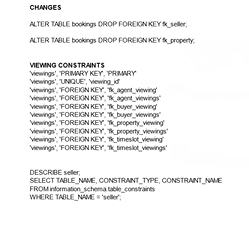 CHANGES
ALTER TABLE bookings DROP FOREIGN KEY fk_seller;
ALTER TABLE bookings DROP FOREIGN KEY fk_property;
VIEWING CONSTRAINTS
'viewings', 'PRIMARY KEY', 'PRIMARY'
'viewings', 'UNIQUE', 'viewing_id'
'viewings', 'FOREIGN KEY', 'fk_agent_viewing'
'viewings', 'FOREIGN KEY', 'fk_agent_viewings'
'viewings', 'FOREIGN KEY', 'fk_buyer_viewing'
'viewings', 'FOREIGN KEY', 'fk_buyer_viewings'
'viewings', 'FOREIGN KEY', 'fk_property_viewing'
'viewings', 'FOREIGN KEY', 'fk_property_viewings'
'viewings', 'FOREIGN KEY', 'fk_timeslot_viewing'
'viewings', 'FOREIGN KEY', 'fk_timeslot_viewings'
DESCRIBE seller;
SELECT TABLE_NAME, CONSTRAINT_TYPE, CONSTRAINT_NAME
FROM information_schema.table_constraints
WHERE TABLE_NAME = 'seller';